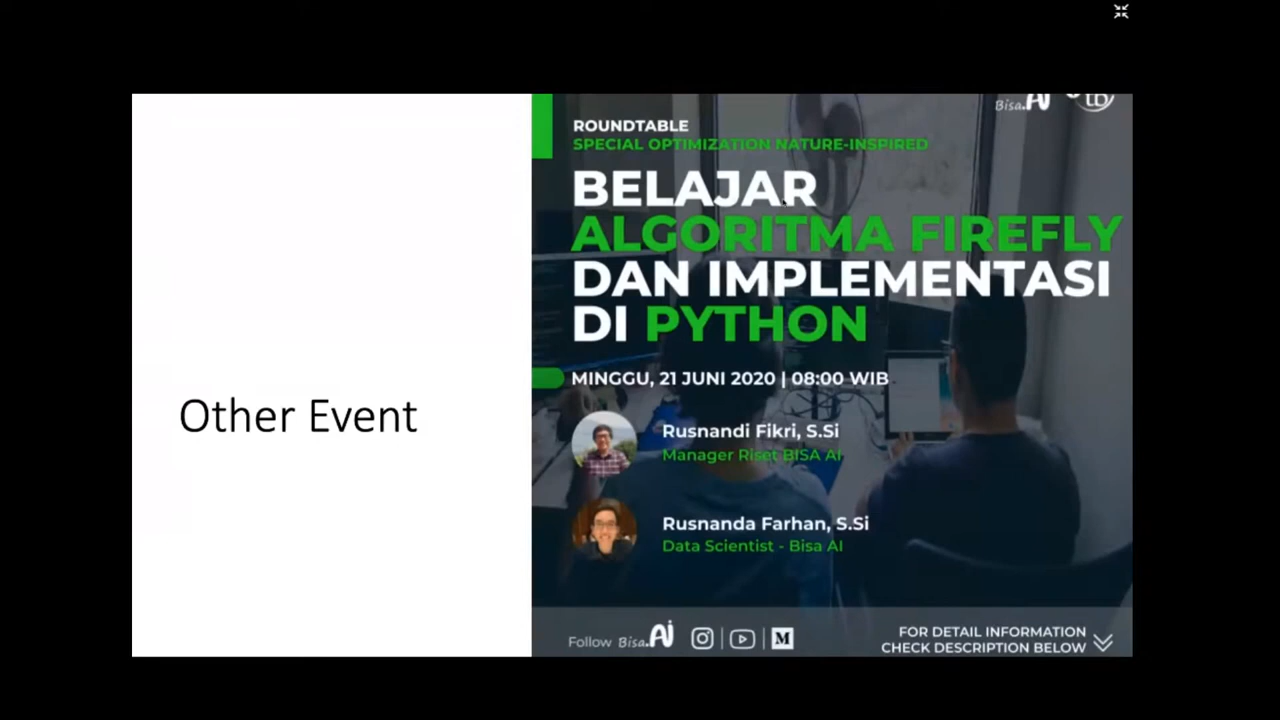 Other Event
Bisa.AI
ROUNDTABLE
SPECIAL OPTIMIZATION NATURE-INSPIRED
BELAJAR
ALGORITMA FIREFLY
DAN IMPLEMENTASI
DI PYTHON
MINGGU, 21 JUNI 2020 | 08:00 WIB
Rusnandi Fikri, S.Si
Manager Riset BISA AI
Rusnanda Farhan, S.Si
Data Scientist - Bisa AI
Follow Bisa.Ai
M
FOR DETAIL INFORMATION
CHECK DESCRIPTION BELOW